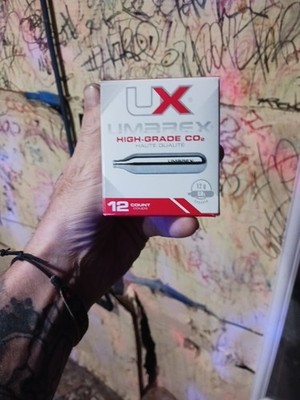 UX
UMAREX
HIGH-GRADE CO₂
HAUTE QUALITÉ
UMAREX
12 g
12 COUNT